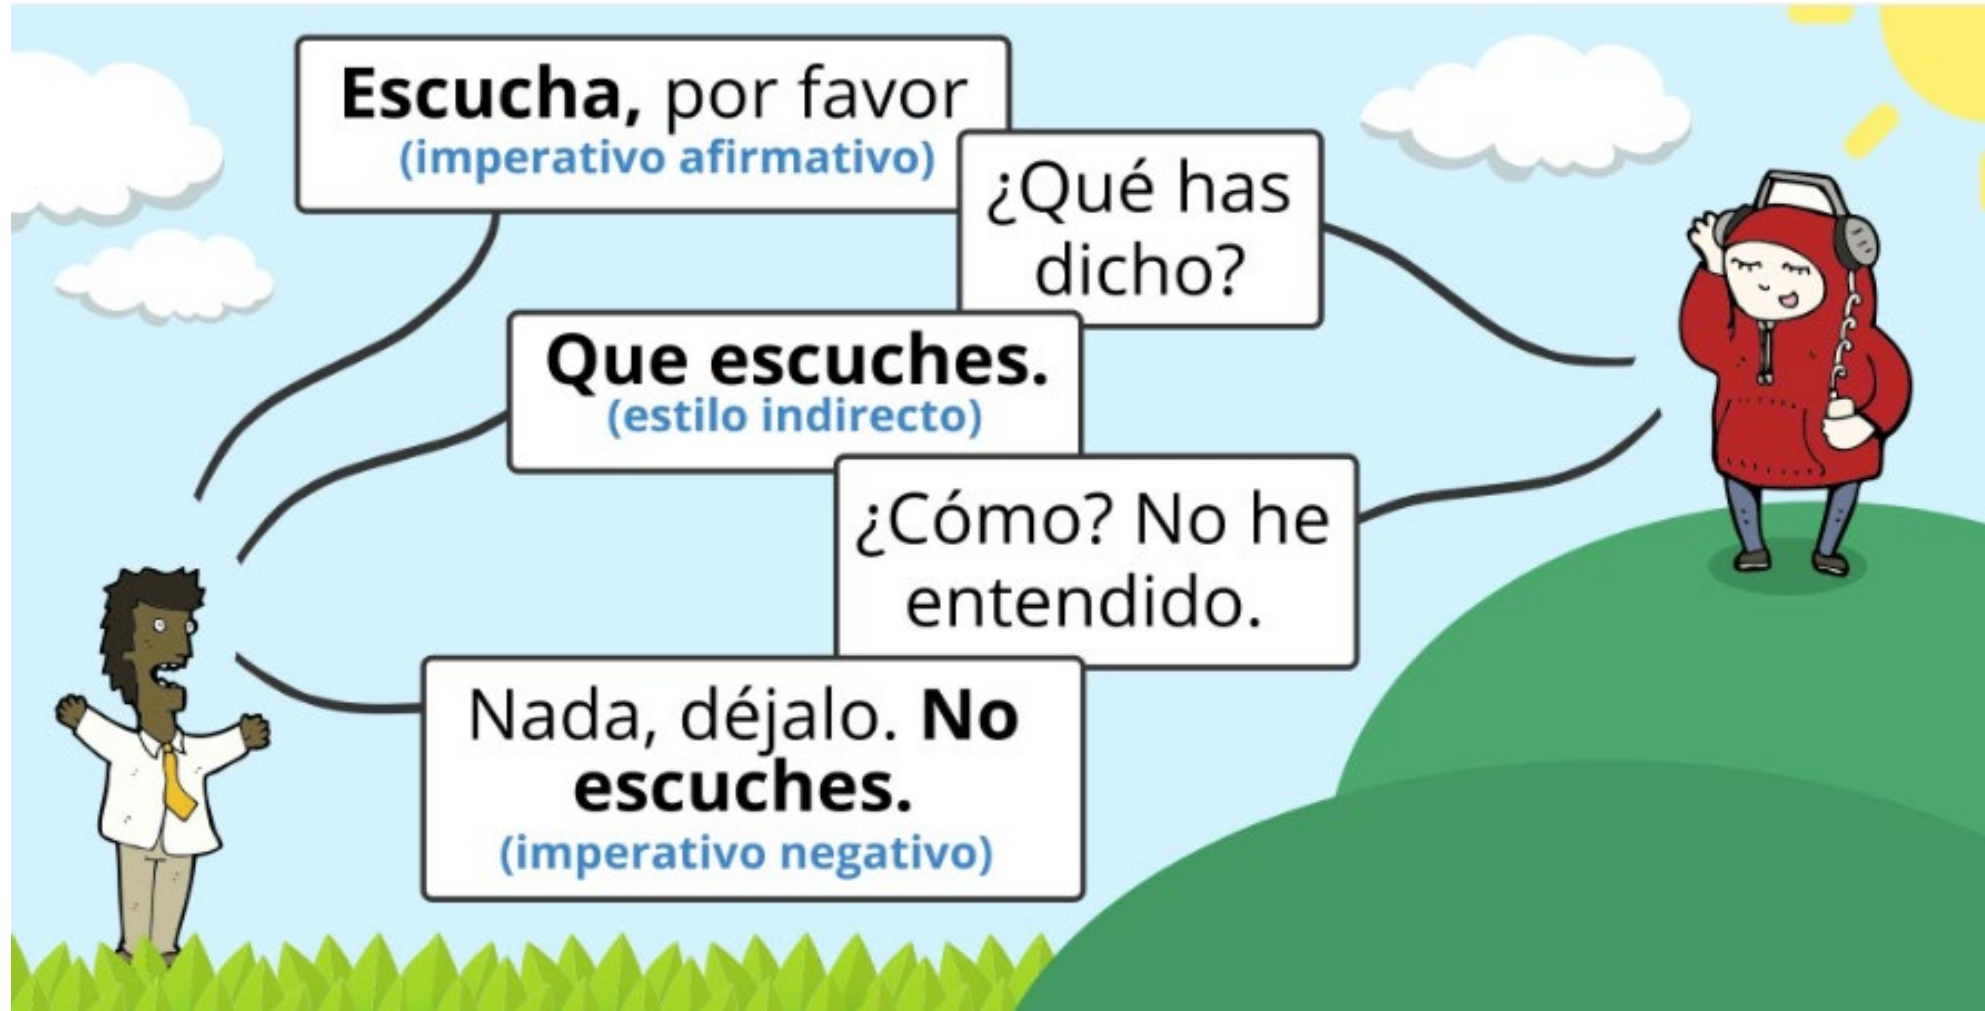 Escucha, por favor
(imperativo afirmativo)
¿Qué has
dicho?
Que escuches.
(estilo indirecto)
¿Cómo? No he
entendido.
Nada, déjalo. No
escuches.
(imperativo negativo)